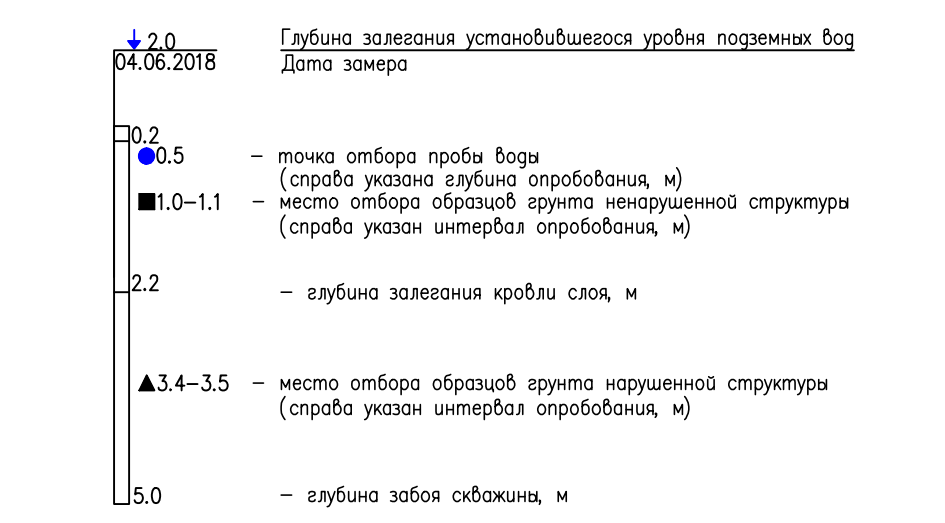 2.0 Глубина залегания установившегося уровня подземных вод
04.06.2018 Дата замера
0.2
0.5 – точка отбора пробы воды
(справа указана глубина опробования, м)
1.0–1.1 – место отбора образцов грунта ненарушенной структуры
(справа указан интервал опробования, м)
2.2
– глубина залегания кровли слоя, м
3.4–3.5 – место отбора образцов грунта нарушенной структуры
(справа указан интервал опробования, м)
5.0 – глубина забоя скважины, м